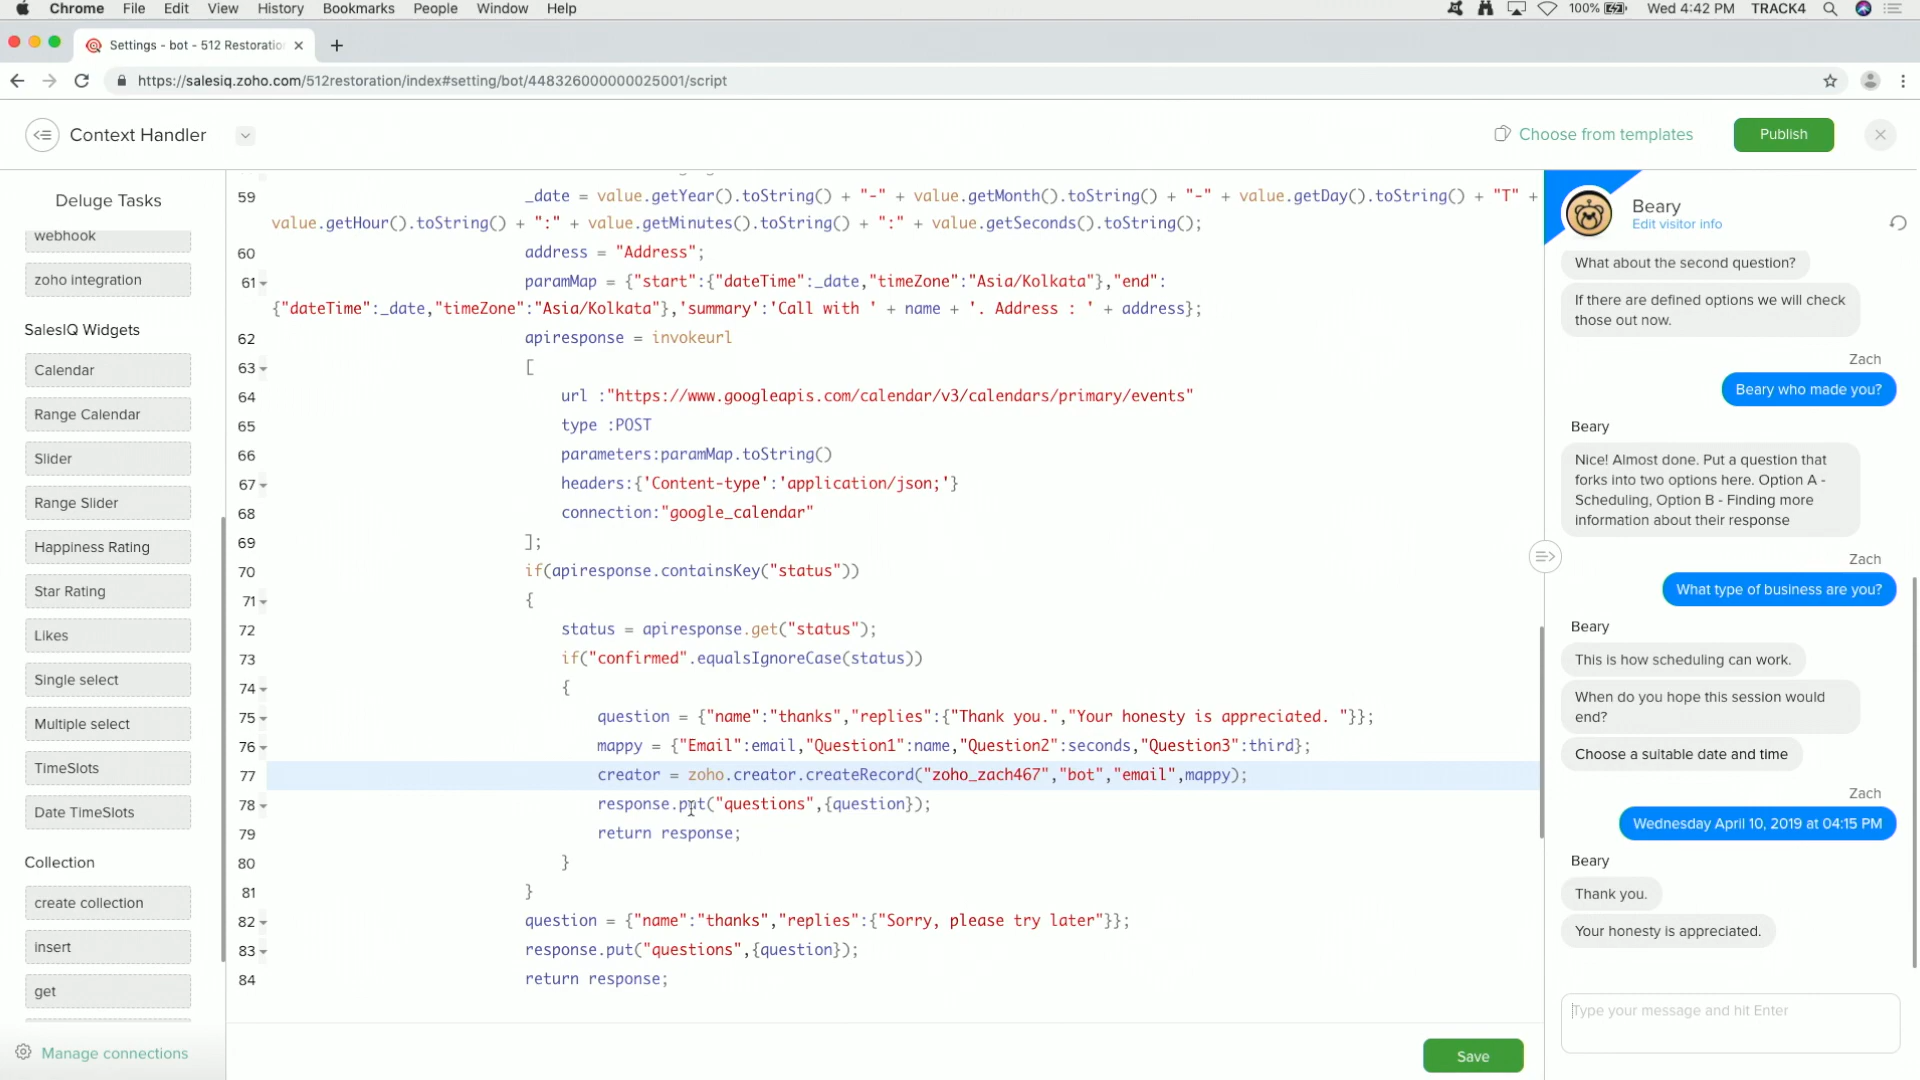 Chrome File Edit View History Bookmarks People Window Help 100% Wed 4:42 PM TRACK4
Settings - bot - 512 Restoratio
https://salesiq.zoho.com/512restoration/index#setting/bot/448326000000025001/script
Context Handler
Choose from templates
Publish
Deluge Tasks
webhook
zoho integration
SalesIQ Widgets
Calendar
Range Calendar
Slider
Range Slider
Happiness Rating
Star Rating
Likes
Single select
Multiple select
TimeSlots
Date TimeSlots
Collection
create collection
insert
get
Manage connections
59 _date = value.getYear().toString() + "-" + value.getMonth().toString() + "-" + value.getDay().toString() + "T" +
value.getHour().toString() + ":" + value.getMinutes().toString() + ":" + value.getSeconds().toString();
60 address = "Address";
61 paramMap = {"start":{"dateTime":_date,"timeZone":"Asia/Kolkata"},"end":
{"dateTime":_date,"timeZone":"Asia/Kolkata"},'summary':'Call with ' + name + '. Address : ' + address};
62 apiresponse = invokeurl
63 [
64 url :"https://www.googleapis.com/calendar/v3/calendars/primary/events"
65 type :POST
66 parameters:paramMap.toString()
67 headers:{'Content-type':'application/json;'}
68 connection:"google_calendar"
69 ];
70 if(apiresponse.containsKey("status"))
71 {
72 status = apiresponse.get("status");
73 if("confirmed".equalsIgnoreCase(status))
74 {
75 question = {"name":"thanks","replies":{"Thank you.","Your honesty is appreciated. "}};
76 mappy = {"Email":email,"Question1":name,"Question2":seconds,"Question3":third};
77 creator = zoho.creator.createRecord("zoho_zach467","bot","email",mappy);
78 response.put("questions",{question});
79 return response;
80 }
81 }
82 question = {"name":"thanks","replies":{"Sorry, please try later"}};
83 response.put("questions",{question});
84 return response;
Save
Beary
Edit visitor info
What about the second question?
If there are defined options we will check
those out now.
Zach
Beary who made you?
Beary
Nice! Almost done. Put a question that
forks into two options here. Option A -
Scheduling, Option B - Finding more
information about their response
Zach
What type of business are you?
Beary
This is how scheduling can work.
When do you hope this session would
end?
Choose a suitable date and time
Zach
Wednesday April 10, 2019 at 04:15 PM
Beary
Thank you.
Your honesty is appreciated.
Type your message and hit Enter